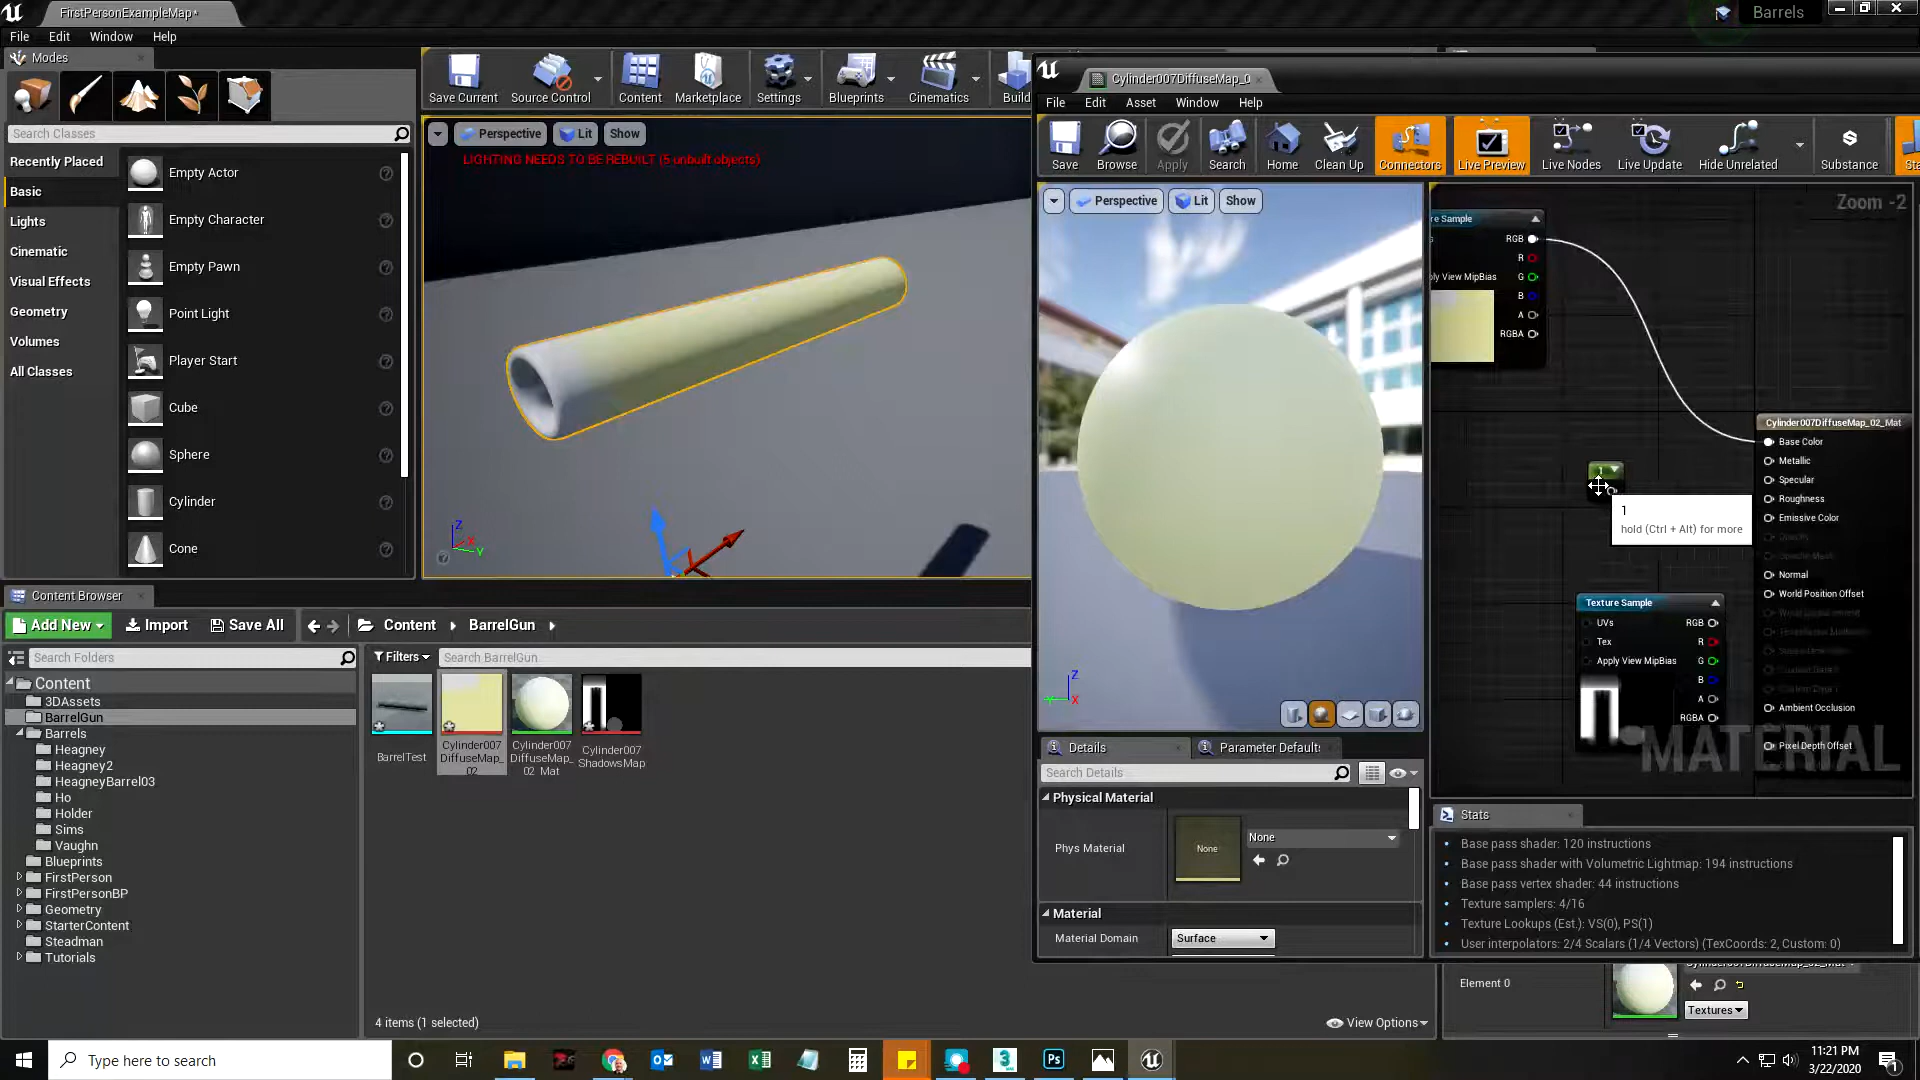 FirstPersonExampleMap*
Barrels
File Edit Window Help
Modes
Search Classes
Recently Placed
Basic
Lights
Cinematic
Visual Effects
Geometry
Volumes
All Classes
Empty Actor
Empty Character
Empty Pawn
Point Light
Player Start
Cube
Sphere
Cylinder
Cone
Save Current
Source Control
Content
Marketplace
Settings
Blueprints
Cinematics
Build
Perspective Lit Show
LIGHTING NEEDS TO BE REBUILT (5 unbuilt objects)
Z
X
Y
Cylinder007DiffuseMap_0
File Edit Asset Window Help
Save
Browse
Apply
Search
Home
Clean Up
Connectors
Live Preview
Live Nodes
Live Update
Hide Unrelated
Substance
Sta
Perspective Lit Show
Z
X
Zoom -2
re Sample
RGB
R
ply View MipBias G
B
A
RGBA
1
1
hold (Ctrl + Alt) for more
Cylinder007DiffuseMap_02_Mat
Base Color
Metallic
Specular
Roughness
Emissive Color
Opacity
Opacity Mask
Normal
World Position Offset
Ambient Occlusion
Pixel Depth Offset
Texture Sample
UVs RGB
Tex R
Apply View MipBias G
B
A
RGBA
MATERIAL
Details
Parameter Defaults
Search Details
Physical Material
Phys Material
None
None
Material
Material Domain
Surface
Stats
Base pass shader: 120 instructions
Base pass shader with Volumetric Lightmap: 194 instructions
Base pass vertex shader: 44 instructions
Texture samplers: 4/16
Texture Lookups (Est.): VS(0), PS(1)
User interpolators: 2/4 Scalars (1/4 Vectors) (TexCoords: 2, Custom: 0)
Element 0
Textures
Content Browser
Add New Import Save All Content BarrelGun
Search Folders
Filters Search BarrelGun
Content
3DAssets
BarrelGun
Barrels
Heagney
Heagney2
HeagneyBarrel03
Ho
Holder
Sims
Vaughn
Blueprints
FirstPerson
FirstPersonBP
Geometry
StarterContent
Steadman
Tutorials
BarrelTest
Cylinder007
DiffuseMap_
02
Cylinder007
DiffuseMap_
02_Mat
Cylinder007
ShadowsMap
4 items (1 selected)
View Options
Type here to search
11:21 PM
3/22/2020
1